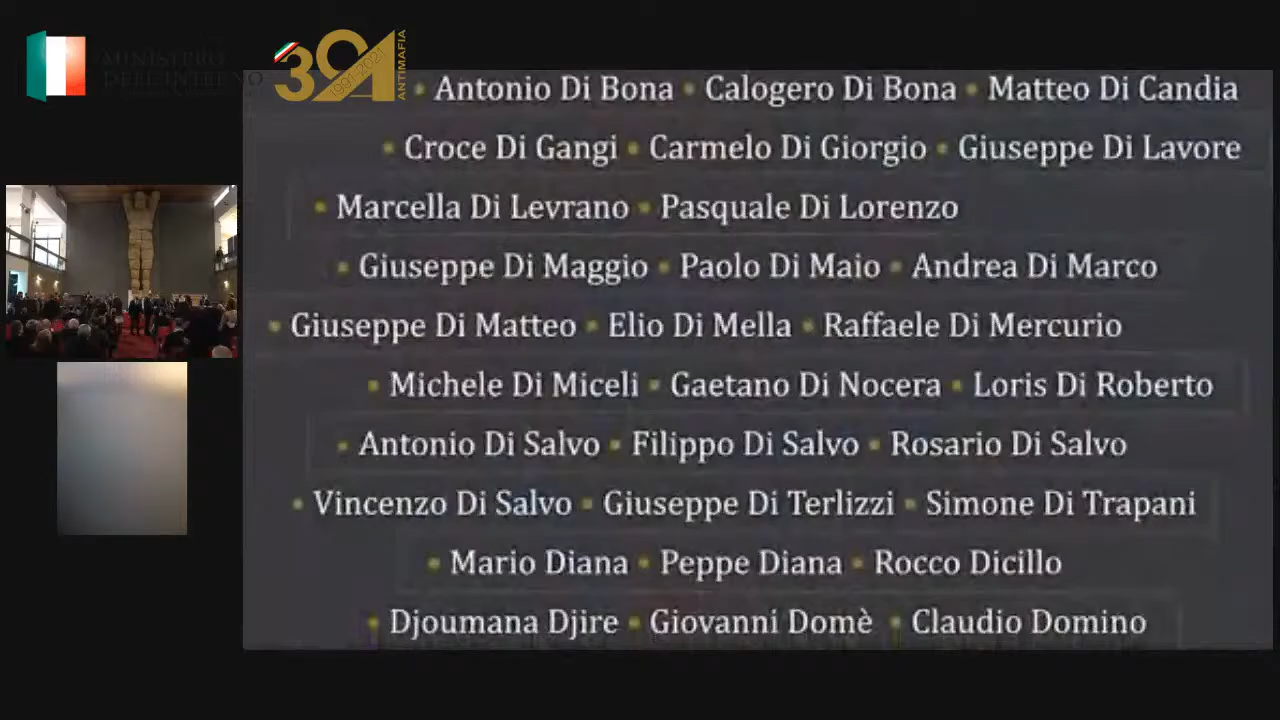 MINISTERO
DELL'INTERNO
30
1991-2021
ANTIMAFIA
• Antonio Di Bona • Calogero Di Bona • Matteo Di Candia
• Croce Di Gangi • Carmelo Di Giorgio • Giuseppe Di Lavore
• Marcella Di Levrano • Pasquale Di Lorenzo
• Giuseppe Di Maggio • Paolo Di Maio • Andrea Di Marco
• Giuseppe Di Matteo • Elio Di Mella • Raffaele Di Mercurio
• Michele Di Miceli • Gaetano Di Nocera • Loris Di Roberto
• Antonio Di Salvo • Filippo Di Salvo • Rosario Di Salvo
• Vincenzo Di Salvo • Giuseppe Di Terlizzi • Simone Di Trapani
• Mario Diana • Peppe Diana • Rocco Dicillo
• Djoumana Djire • Giovanni Domè • Claudio Domino